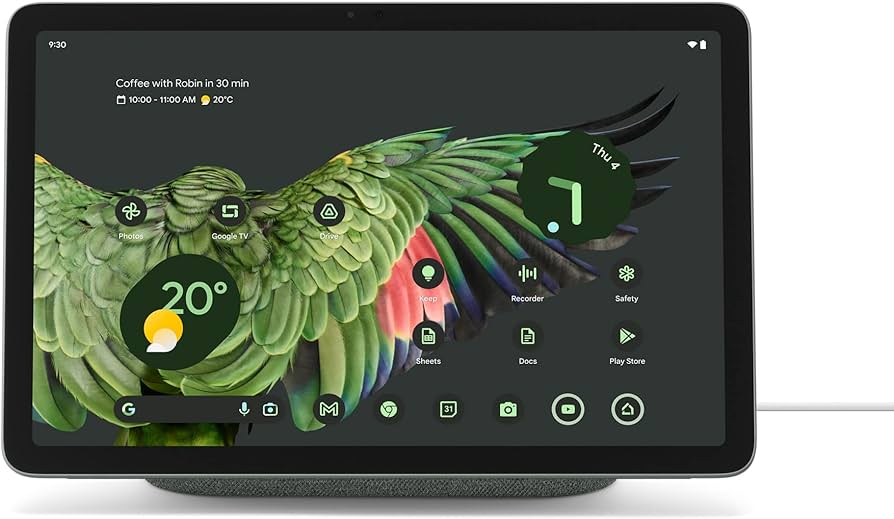 9:30
Coffee with Robin in 30 min
10:00 - 11:00 AM 20°C
Thu 4
Photos
Google TV
Drive
20°
Keep
Recorder
Safety
Sheets
Docs
Play Store
G
M
31